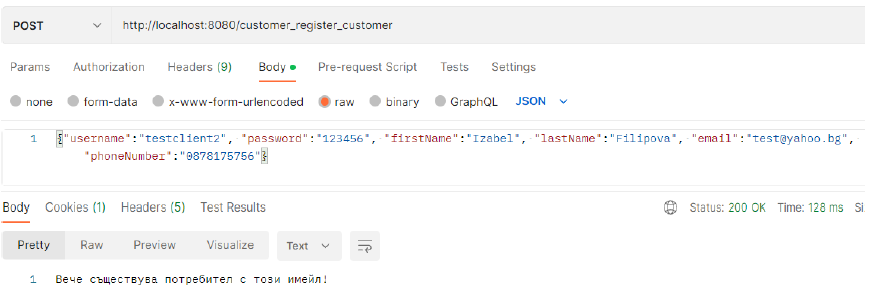 POST http://localhost:8080/customer_register_customer
Params Authorization Headers (9) Body Pre-request Script Tests Settings
none form-data x-www-form-urlencoded raw binary GraphQL JSON
1 {"username":"testclient2", "password":"123456", "firstName":"Izabel", "lastName":"Filipova", "email":"test@yahoo.bg",
"phoneNumber":"0878175756"}
Body Cookies (1) Headers (5) Test Results Status: 200 OK Time: 128 ms Si
Pretty Raw Preview Visualize Text
1 Вече съществува потребител с този имейл!